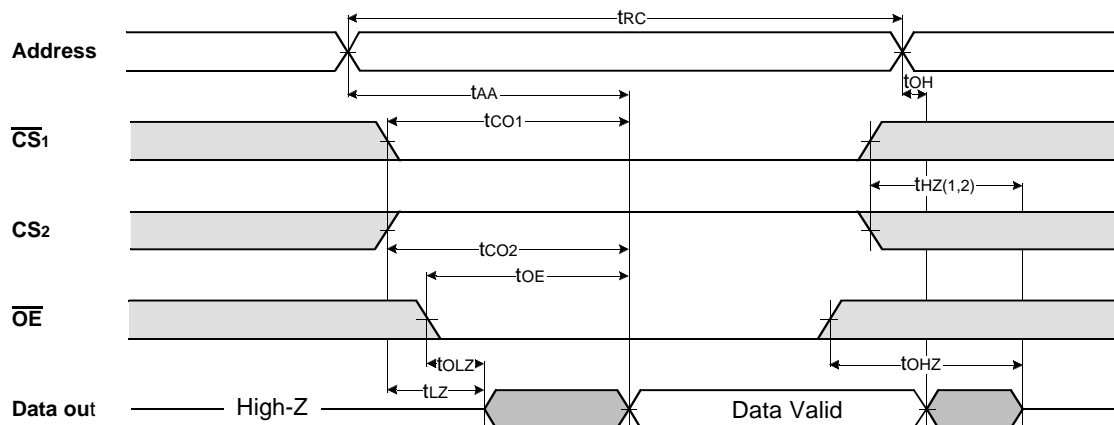 tRC
Address
tOH
tAA
CS1
tCO1
tHZ(1,2)
CS2
tCO2
tOE
OE
tOLZ
tOHZ
tLZ
Data out
High-Z
Data Valid